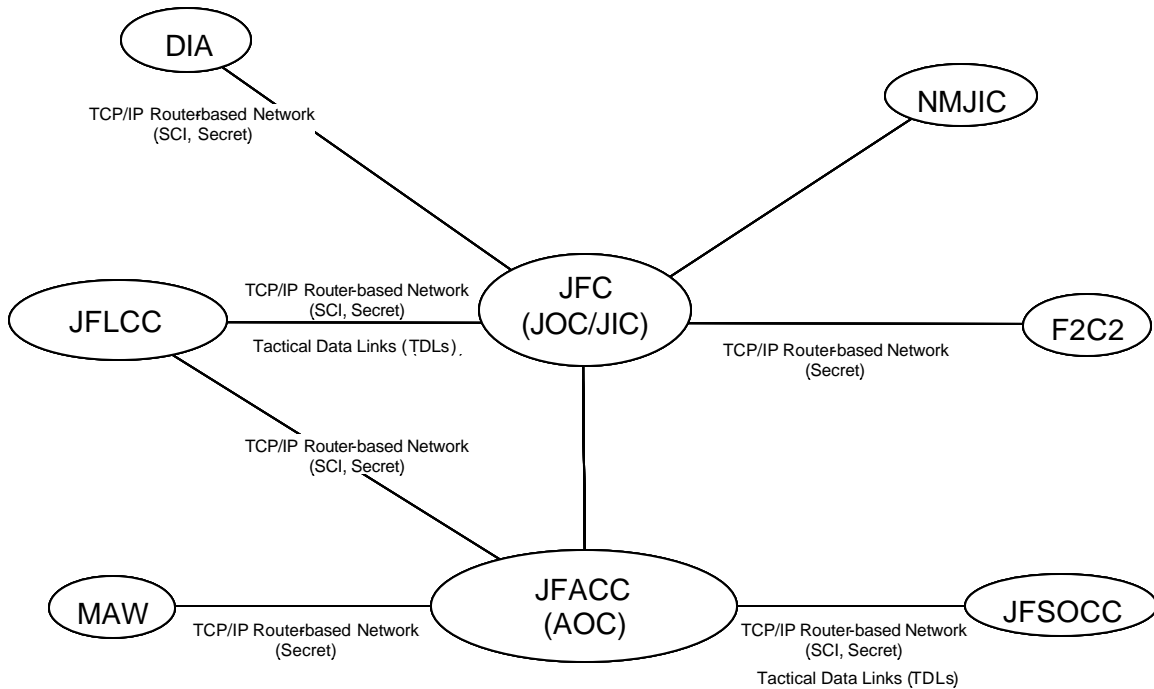 DIA
TCP/IP Router-based Network
(SCI, Secret)
NMJIC
JFC
(JOC/JIC)
TCP/IP Router-based Network
(SCI, Secret)
JFLCC
Tactical Data Links (TDLs).
F2C2
TCP/IP Router-based Network
(Secret)
TCP/IP Router-based Network
(SCI, Secret)
JFACC
(AOC)
MAW
TCP/IP Router-based Network
(Secret)
JFSOCC
TCP/IP Router-based Network
(SCI, Secret)
Tactical Data Links (TDLs)